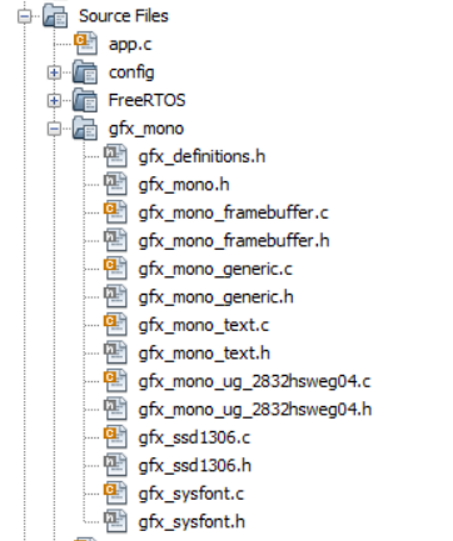 Source Files
app.c
config
FreeRTOS
gfx_mono
gfx_definitions.h
gfx_mono.h
gfx_mono_framebuffer.c
gfx_mono_framebuffer.h
gfx_mono_generic.c
gfx_mono_generic.h
gfx_mono_text.c
gfx_mono_text.h
gfx_mono_ug_2832hsweg04.c
gfx_mono_ug_2832hsweg04.h
gfx_ssd1306.c
gfx_ssd1306.h
gfx_sysfont.c
gfx_sysfont.h